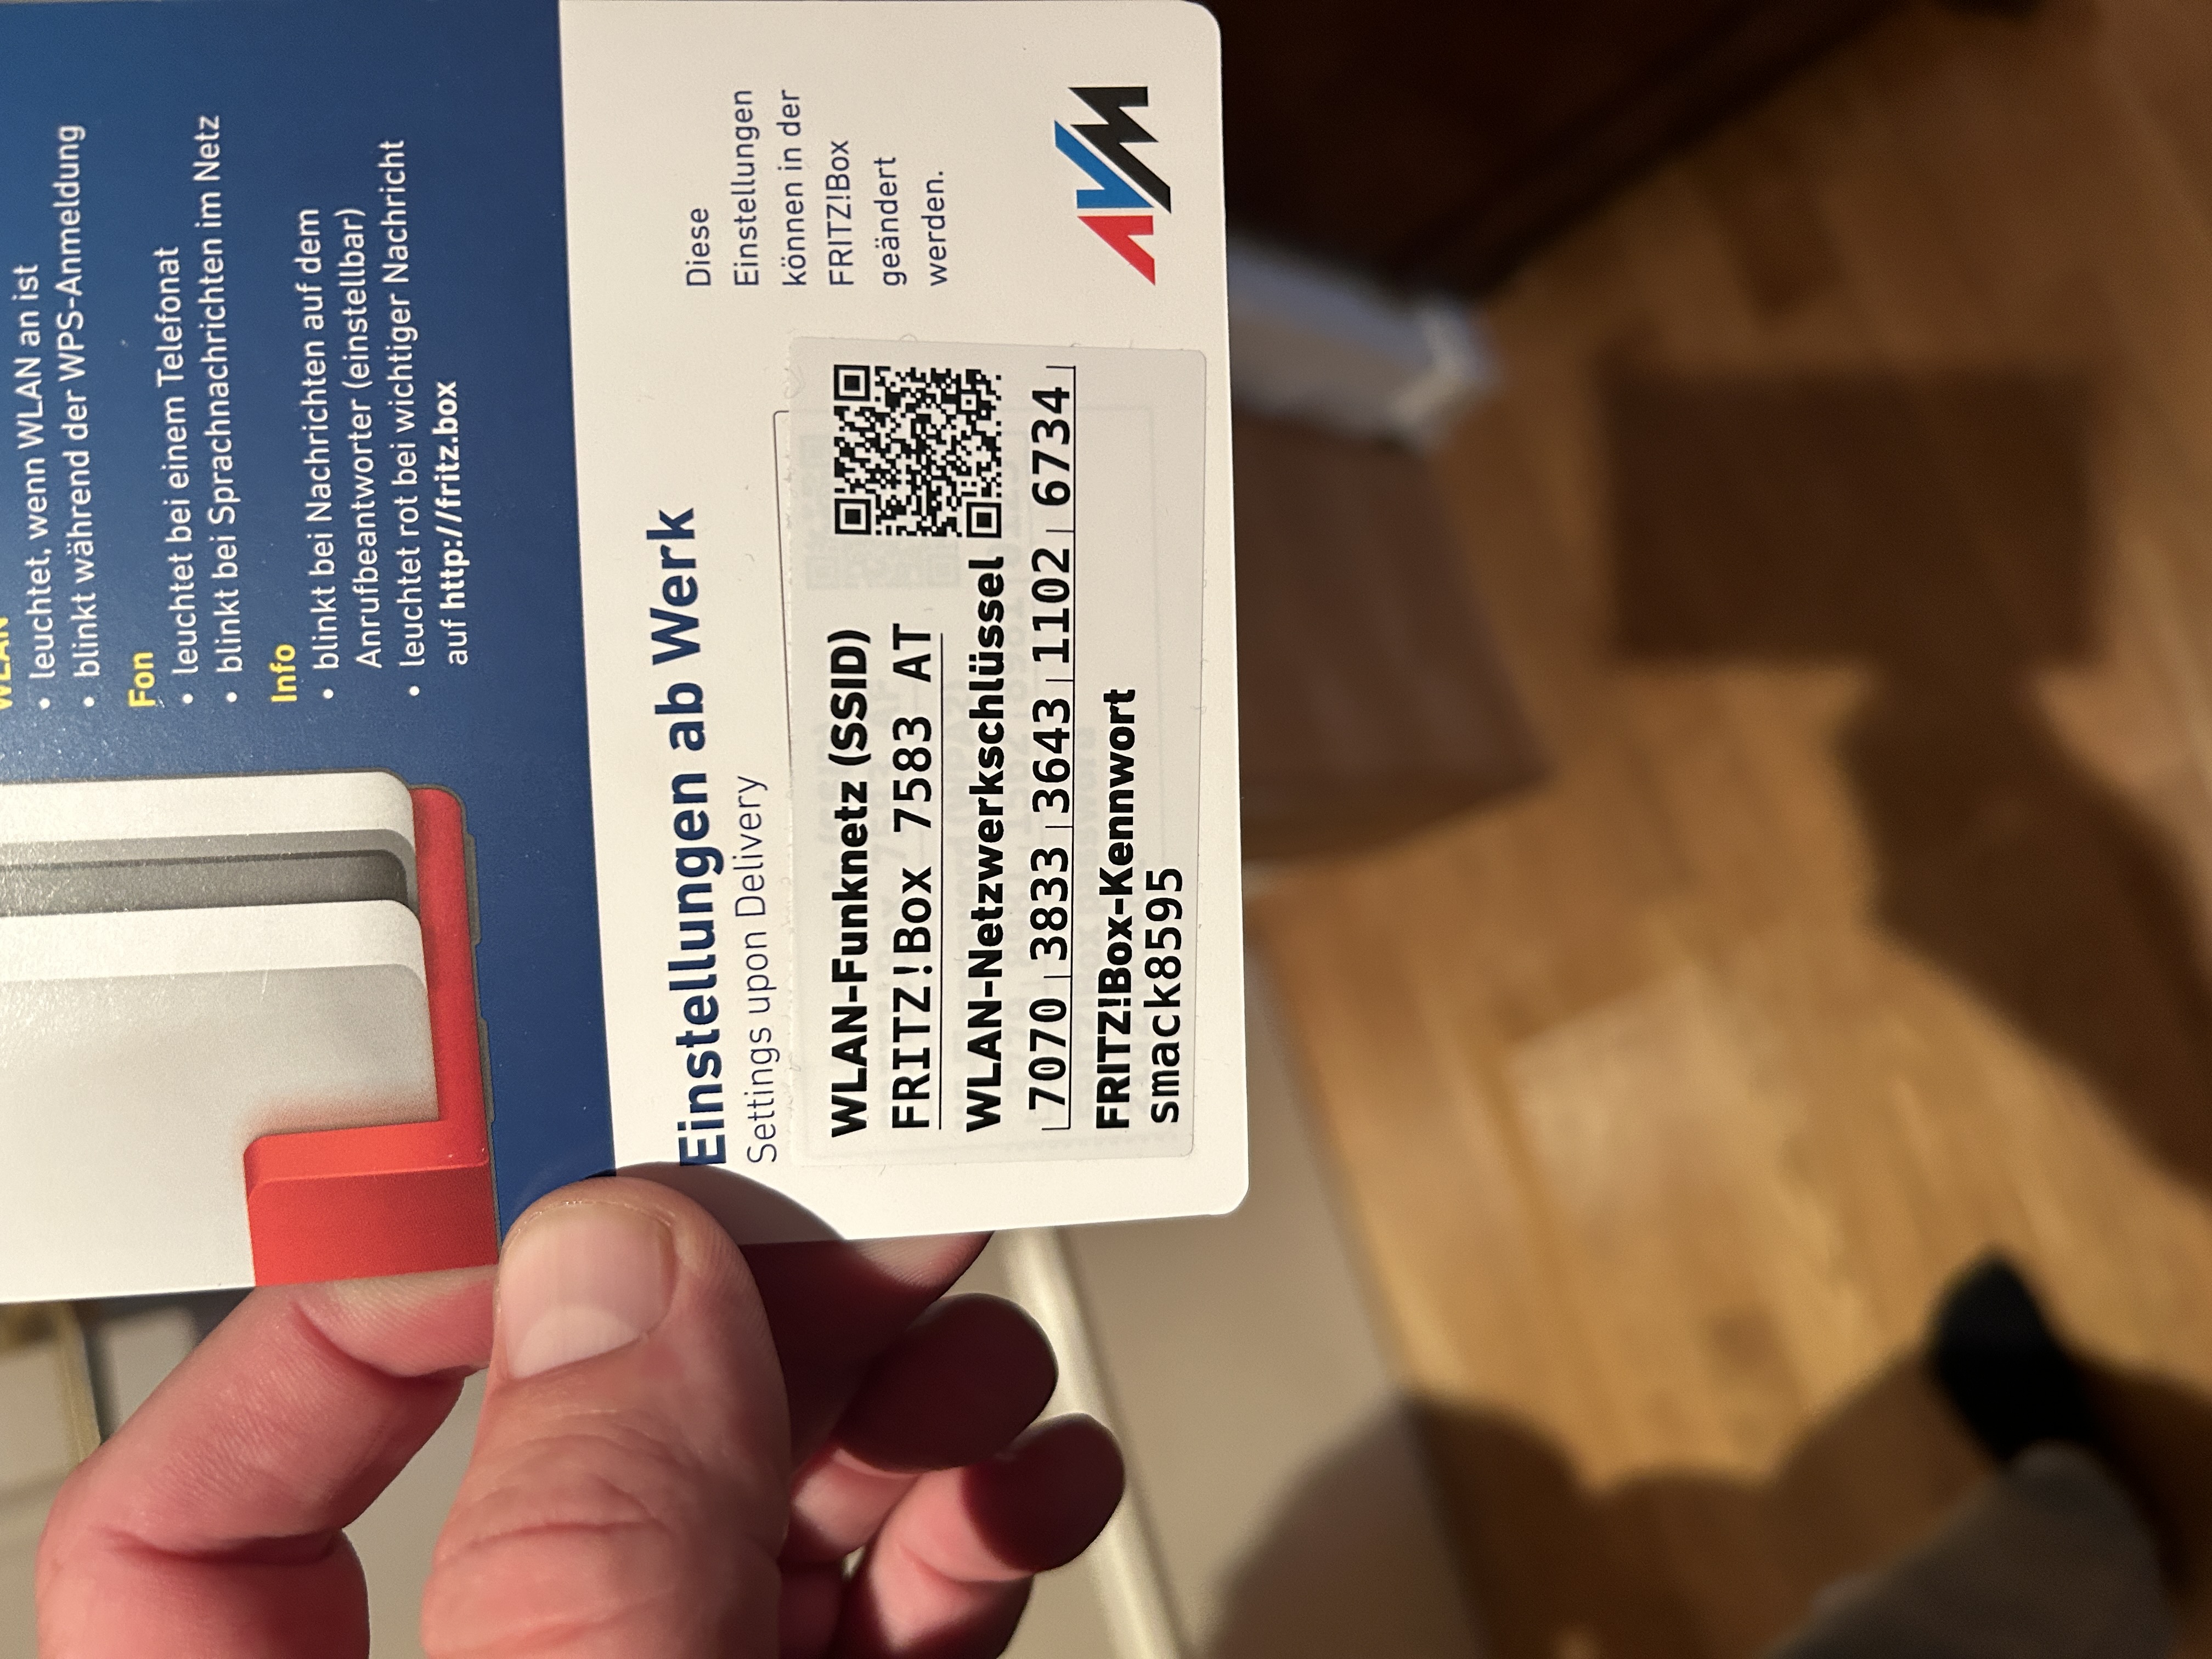 • leuchtet, wenn WLAN an ist
• blinkt während der WPS-Anmeldung
Fon
• leuchtet bei einem Telefonat
• blinkt bei Sprachnachrichten im Netz
Info
• blinkt bei Nachrichten auf dem
Anrufbeantworter (einstellbar)
• leuchtet rot bei wichtiger Nachricht
auf http://fritz.box
Einstellungen ab Werk
Settings upon Delivery
WLAN-Funknetz (SSID)
FRITZ!Box 7583 AT
WLAN-Netzwerkschlüssel
7070 3833 3643 1102 6734
FRITZ!Box-Kennwort
smack8595
Diese
Einstellungen
können in der
FRITZ!Box
geändert
werden.
AVM